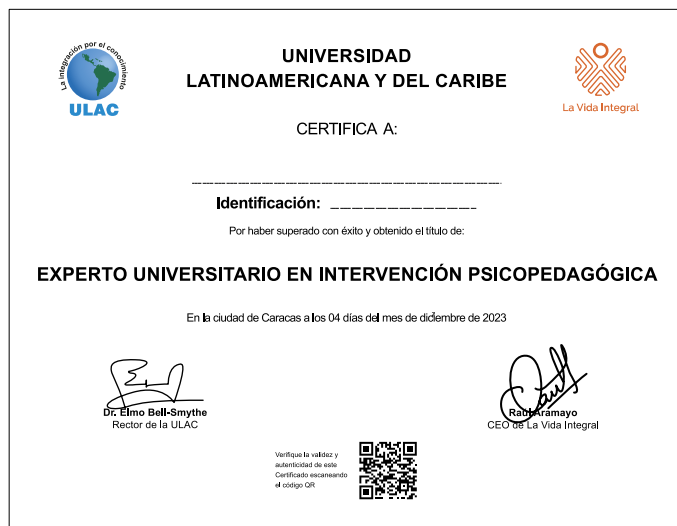 La integración por el conocimiento
ULAC
UNIVERSIDAD
LATINOAMERICANA Y DEL CARIBE
La Vida Integral
CERTIFICA A:
Identificación:
Por haber superado con éxito y obtenido el título de:
EXPERTO UNIVERSITARIO EN INTERVENCIÓN PSICOPEDAGÓGICA
En la ciudad de Caracas a los 04 días del mes de diciembre de 2023
Dr. Elmo Bell-Smythe
Rector de la ULAC
Raúl Aramayo
CEO de La Vida Integral
Verifique la validez y
autenticidad de este
Certificado escaneando
el código QR